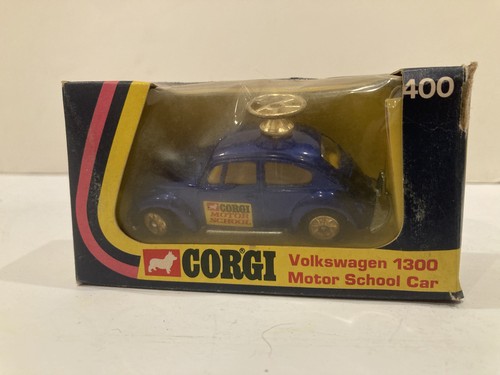 400
CORGI
MOTOR
SCHOOL
CORGI
Volkswagen 1300
Motor School Car